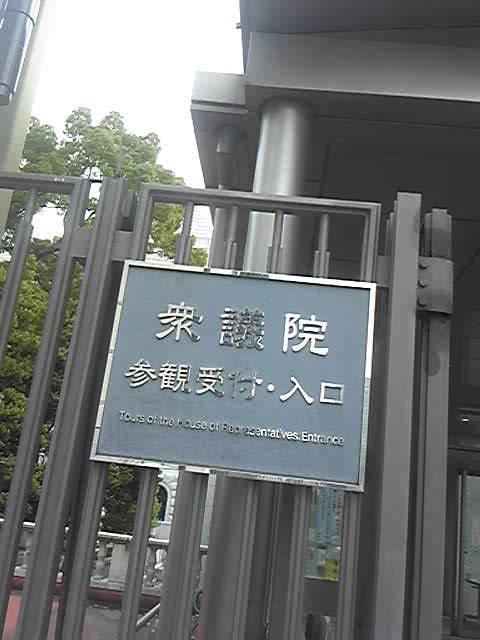 衆議院
参観受付・入口
Tours of the House of Representatives.Entrance